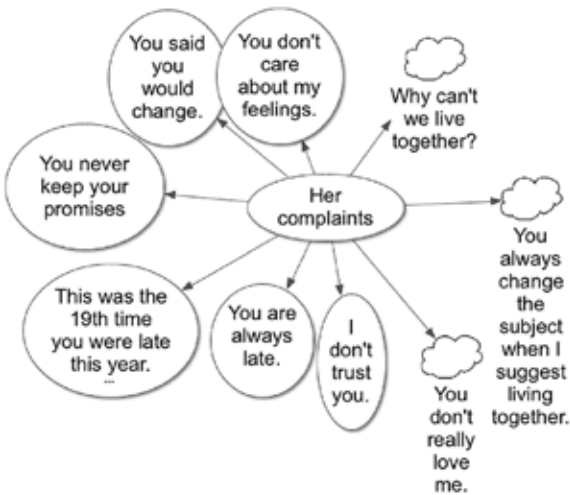 You said
you
would
change.
You don't
care
about my
feelings.
Why can't
we live
together?
You never
keep your
promises
Her
complaints
You
always
change
the
subject
when I
suggest
living
together.
This was the
19th time
you were late
this year.
...
You are
always
late.
I
don't
trust
you.
You
don't
really
love
me.